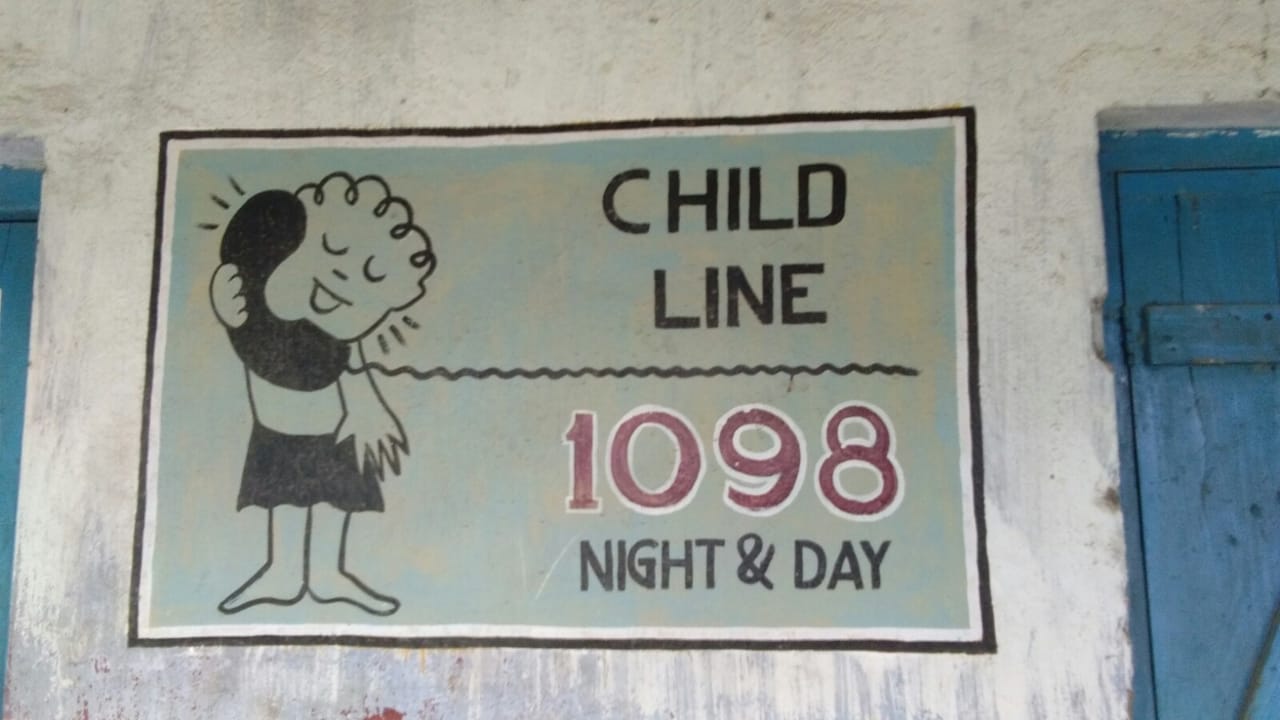 CHILD
LINE
1098
NIGHT & DAY